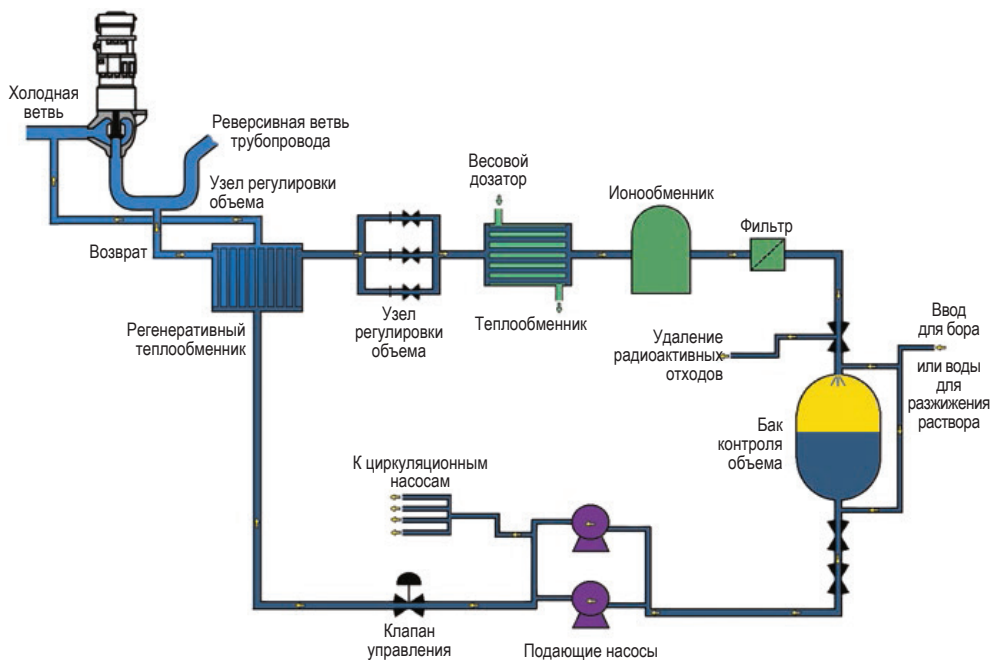 Холодная
ветвь
Реверсивная ветвь
трубопровода
Узел регулировки
объема
Возврат
Регенеративный
теплообменник
Узел
регулировки
объема
Весовой
дозатор
Теплообменник
Ионообменник
Фильтр
Удаление
радиоактивных
отходов
Ввод
для бора
или воды
для
разжижения
раствора
Бак
контроля
объема
К циркуляционным
насосам
Клапан
управления
Подающие насосы